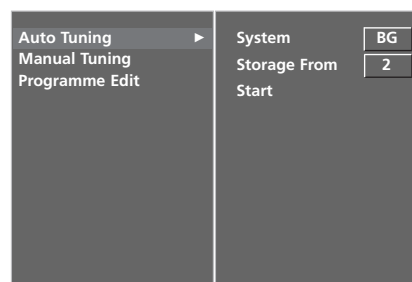 Auto Tuning ►
Manual Tuning
Programme Edit
System BG
Storage From 2
Start